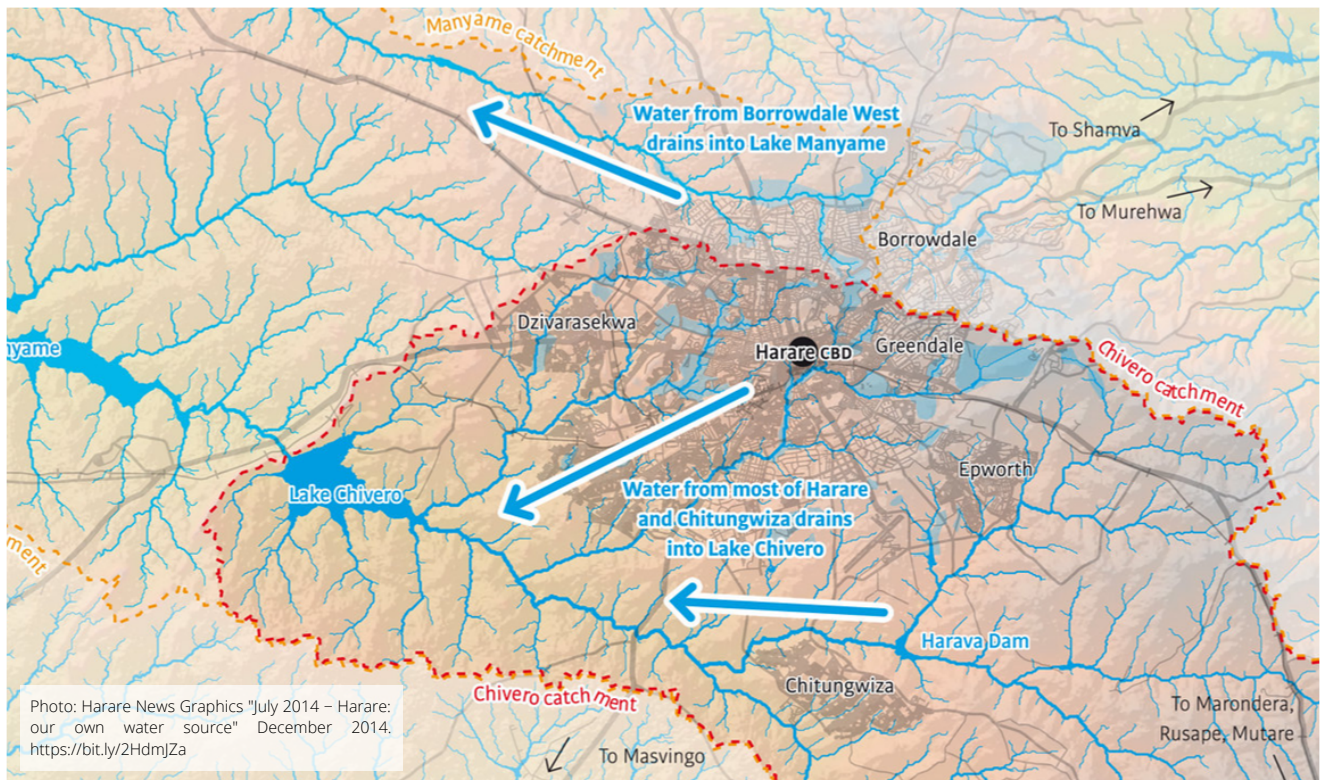 Manyame catchment
Water from Borrowdale West
drains into Lake Manyame
To Shamva
To Murehwa
Borrowdale
Dzivarasekwa
Harare CBD
Greendale
nyame
Chivero catchment
Lake Chivero
Epworth
Water from most of Harare
and Chitungwiza drains
into Lake Chivero
ment
Harava Dam
Chitungwiza
Chivero catchment
To Marondera,
Rusape, Mutare
To Masvingo
Photo: Harare News Graphics "July 2014 – Harare:
our own water source" December 2014.
https://bit.ly/2HdmJZa